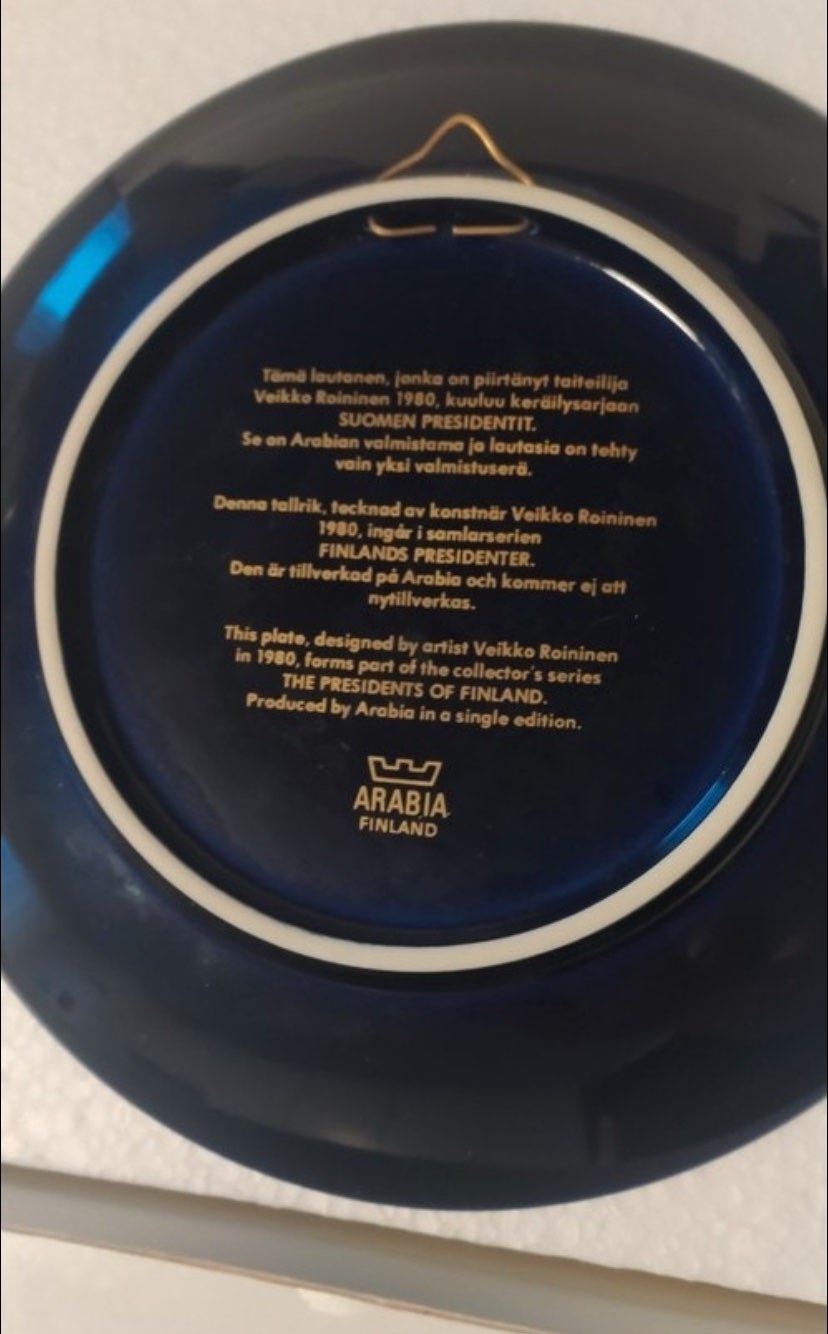 Tämä lautanen, jonka on piirtänyt taiteilija
Veikko Roininen 1980, kuuluu keräilysarjaan
SUOMEN PRESIDENTIT.
Se on Arabian valmistama ja lautasia on tehty
vain yksi valmistuserä.
Denna tallrik, tecknad av konstnär Veikko Roininen
1980, ingår i samlarserien
FINLANDS PRESIDENTER.
Den är tillverkad på Arabia och kommer ej att
nytillverkas.
This plate, designed by artist Veikko Roininen
in 1980, forms part of the collector's series
THE PRESIDENTS OF FINLAND.
Produced by Arabia in a single edition.
ARABIA
FINLAND